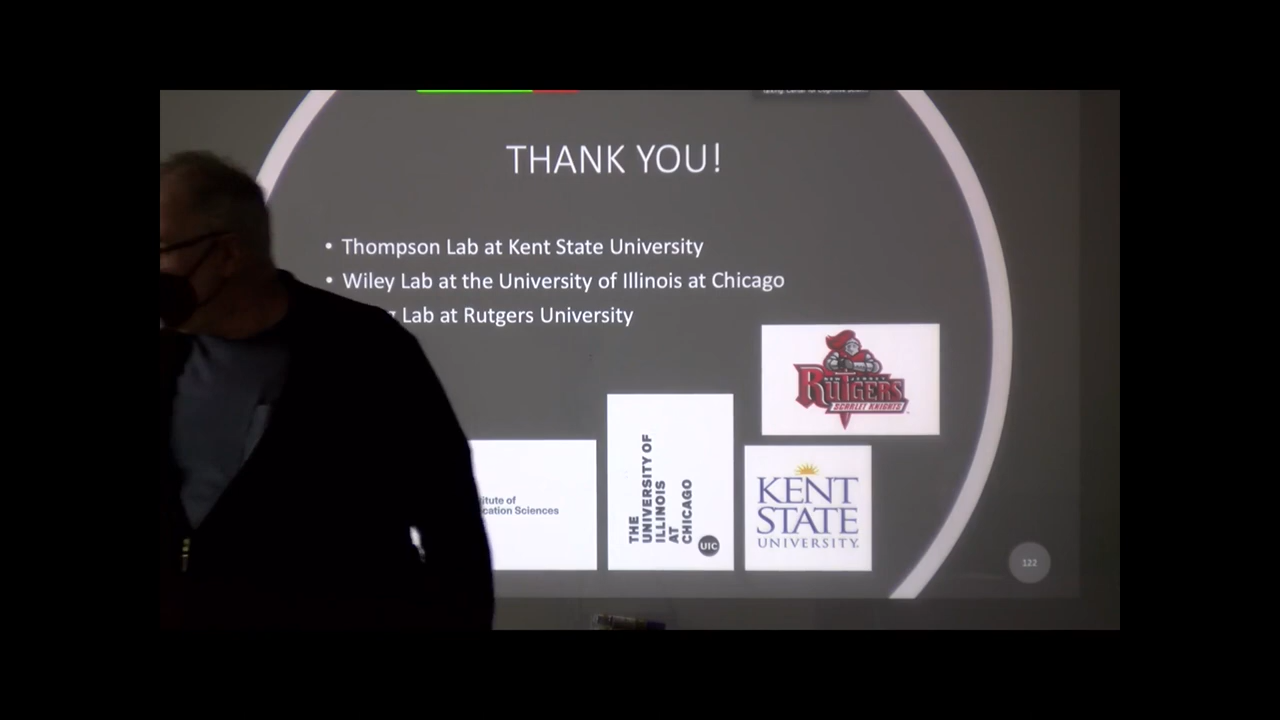 THANK YOU!
• Thompson Lab at Kent State University
• Wiley Lab at the University of Illinois at Chicago
Lab at Rutgers University
RUTGERS
SCARLET KNIGHTS
itute of
cation Sciences
THE
UNIVERSITY OF
ILLINOIS
AT
CHICAGO
UIC
KENT
STATE
UNIVERSITY
122